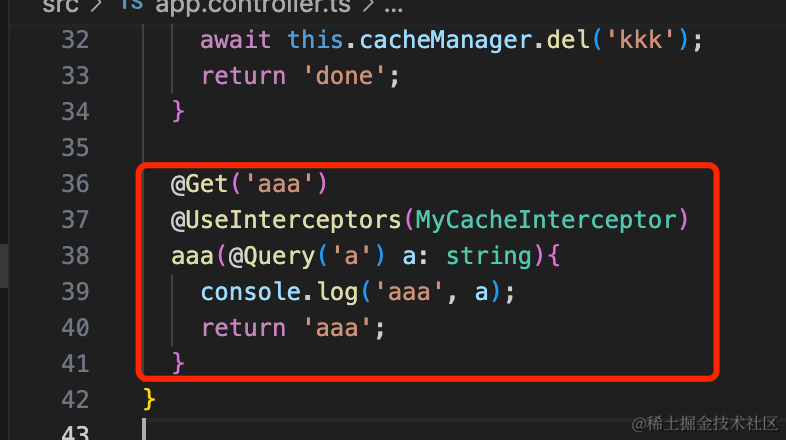 src > TS app.controller.ts > ...
32 await this.cacheManager.del('kkk');
33 return 'done';
34 }
35
36 @Get('aaa')
37 @UseInterceptors(MyCacheInterceptor)
38 aaa(@Query('a') a: string){
39 console.log('aaa', a);
40 return 'aaa';
41 }
42 }
43
@稀土掘金技术社区